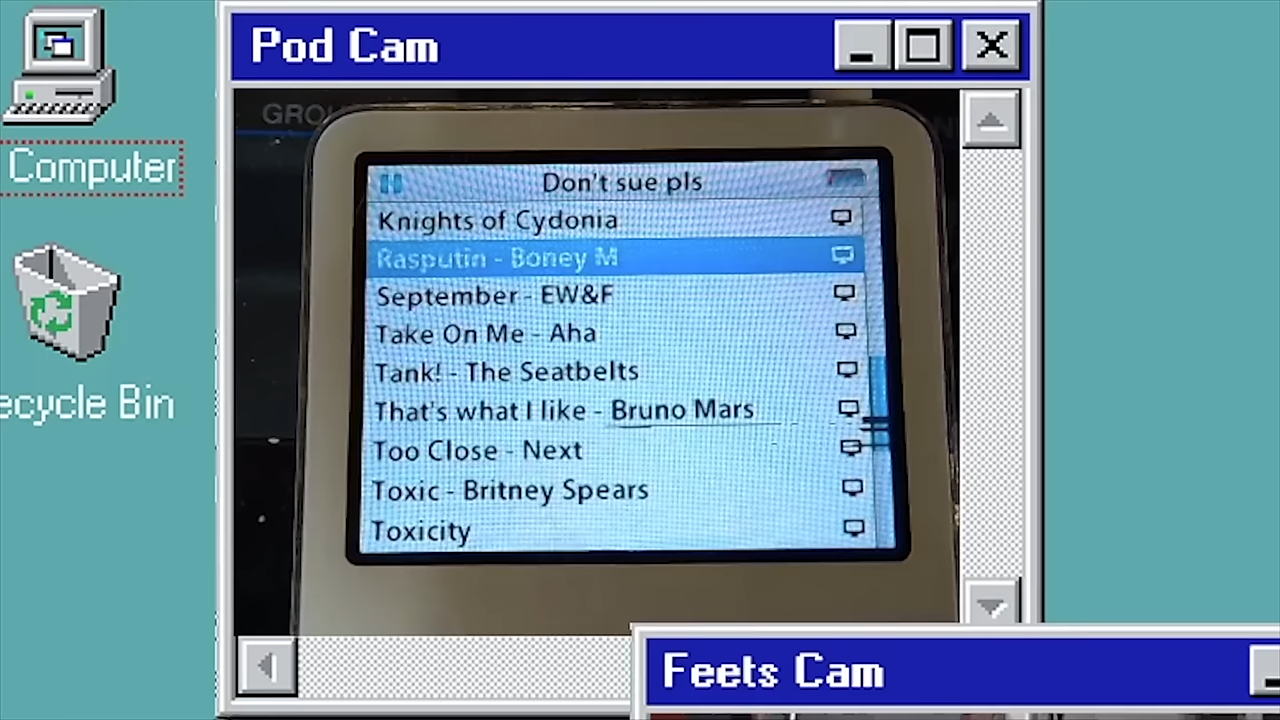 Pod Cam
Computer
ecycle Bin
GROU
Don't sue pls
Knights of Cydonia
Rasputin - Boney M
September - EW&F
Take On Me - Aha
Tank! - The Seatbelts
That's what I like - Bruno Mars
Too Close - Next
Toxic - Britney Spears
Toxicity
Feets Cam